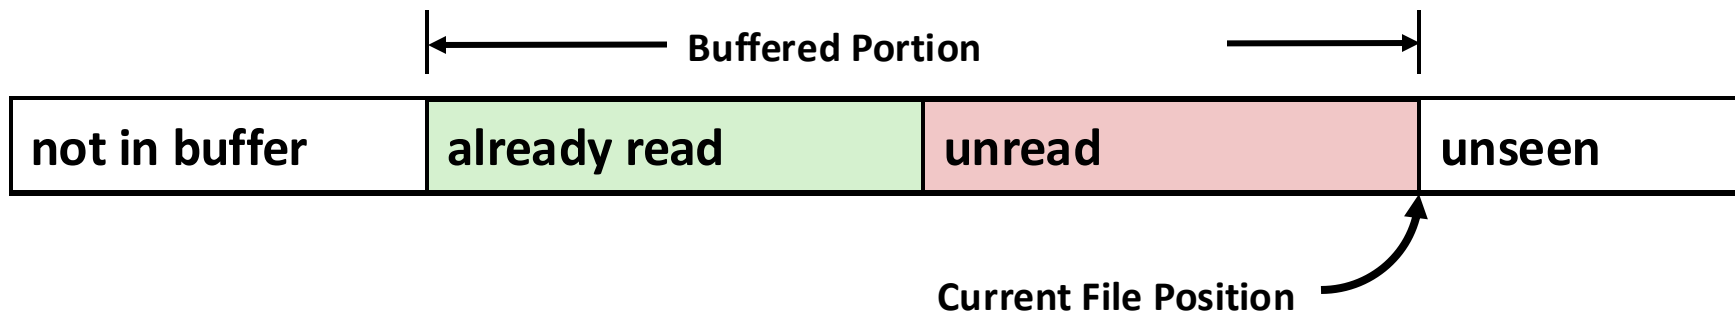 Buffered Portion
not in buffer
already read
unread
unseen
Current File Position